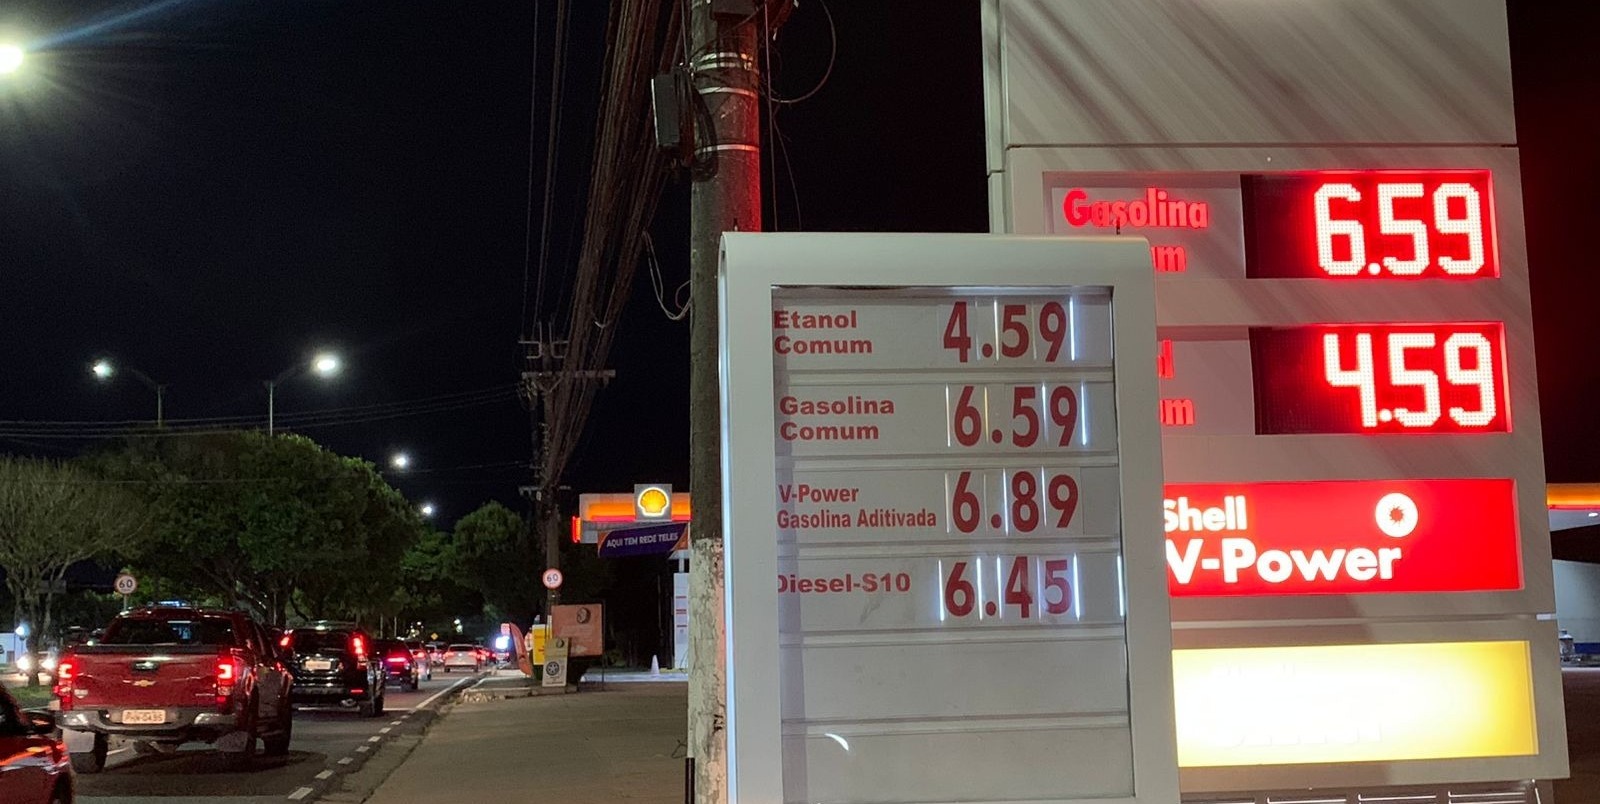 Gasolina
6.59
4.59
Shell
V-Power
Etanol
Comum
4.59
Gasolina
Comum
6.59
V-Power
Gasolina Aditivada
6.89
Diesel-S10
6.45
AQUI TEM REDE TELES
60
60